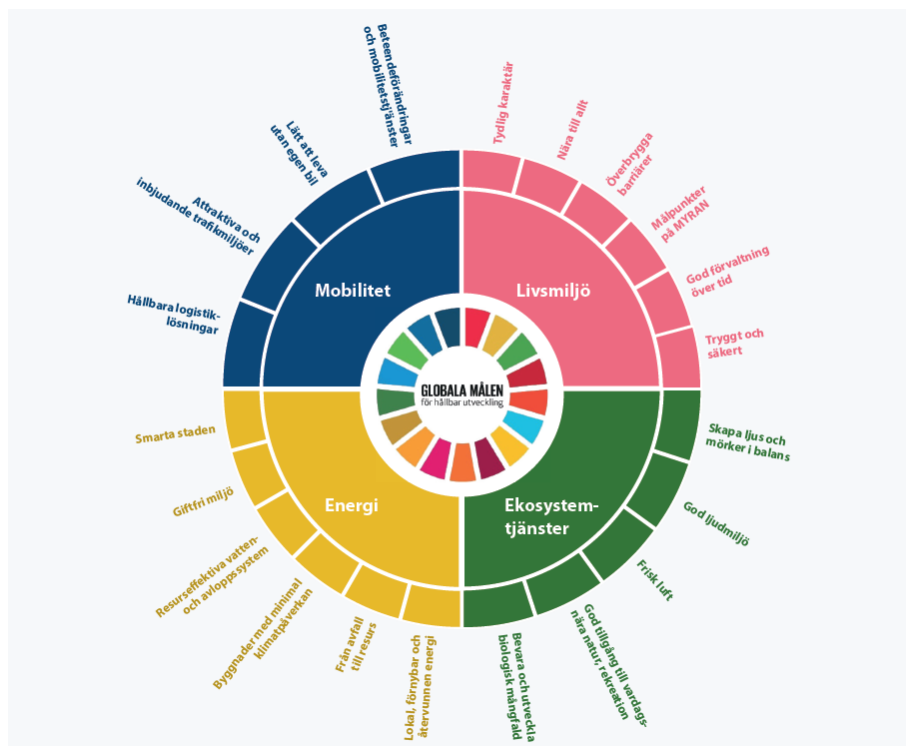 Beteendeförändringar
och mobilitetstjänster
Lätt att leva
utan egen bil
Attraktiva och
inbjudande trafikmiljöer
Hållbara logistik-
lösningar
Mobilitet
Tydlig karaktär
Nära till allt
Överbrygga
barriärer
Målpunkter
på MYRAN
God förvaltning
över tid
Tryggt och
säkert
Livsmiljö
GLOBALA MÅLEN
för hållbar utveckling
Smarta staden
Giftfri miljö
Resurseffektiva vatten-
och avloppssystem
Byggnader med minimal
klimatpåverkan
Från avfall
till resurs
Lokal, förnybar och
återvunnen energi
Energi
Ekosystem-
tjänster
Skapa ljus och
mörker i balans
God ljudmiljö
Frisk luft
God tillgång till vardags-
nära natur, rekreation
Bevara och utveckla
biologisk mångfald